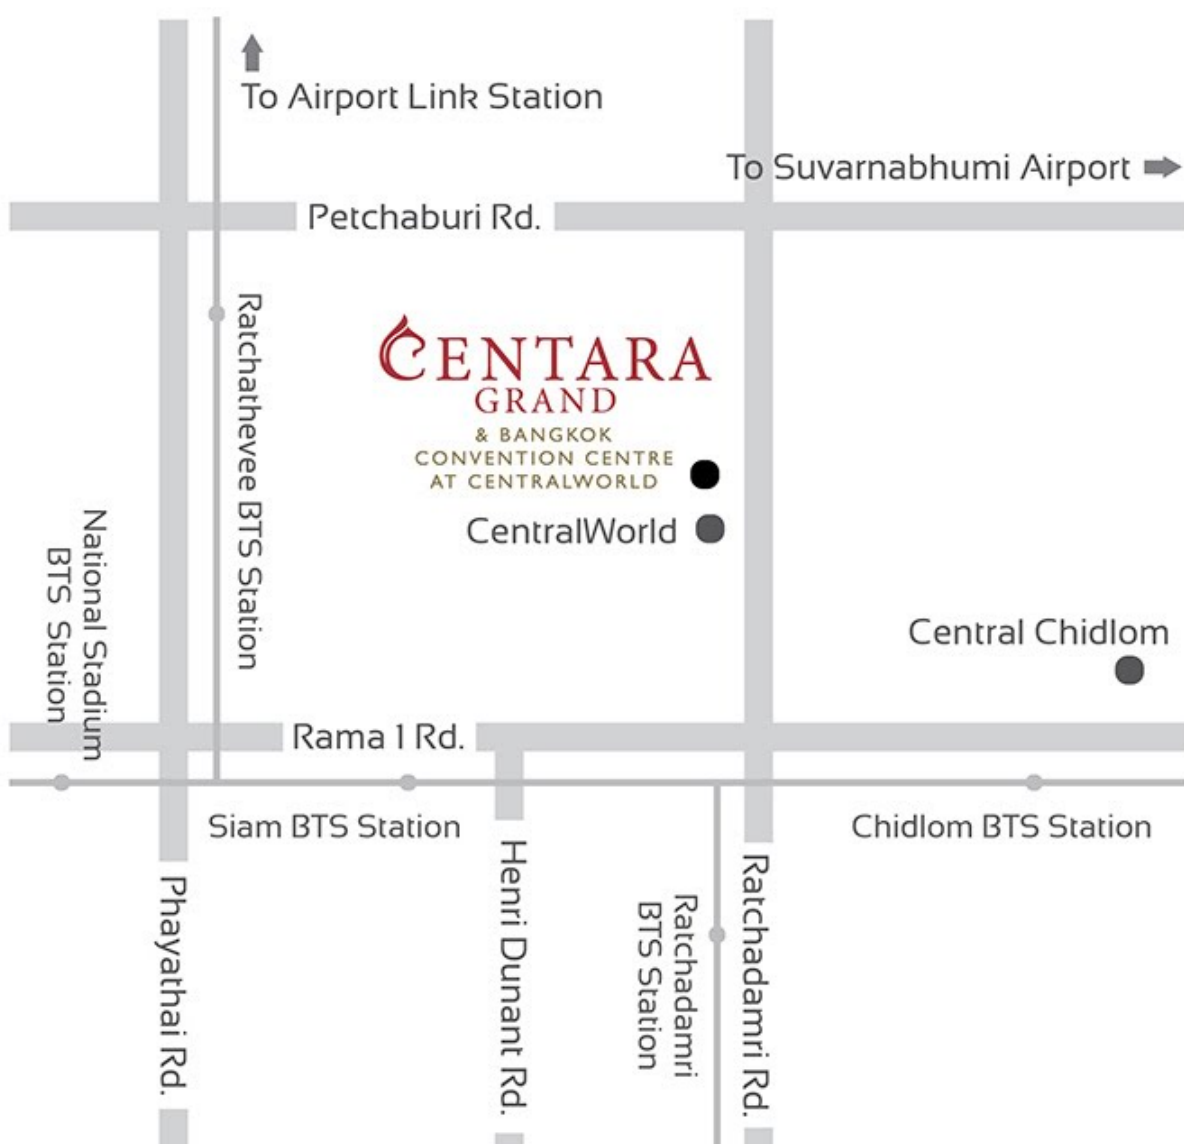 To Airport Link Station
To Suvarnabhumi Airport
Petchaburi Rd.
Ratchathevee BTS Station
CENTARA
GRAND
& BANGKOK
CONVENTION CENTRE
AT CENTRALWORLD
CentralWorld
National Stadium
BTS Station
Central Chidlom
Rama 1 Rd.
Siam BTS Station
Chidlom BTS Station
Phayathai Rd.
Henri Dunant Rd.
Ratchadamri
BTS Station
Ratchadamri Rd.